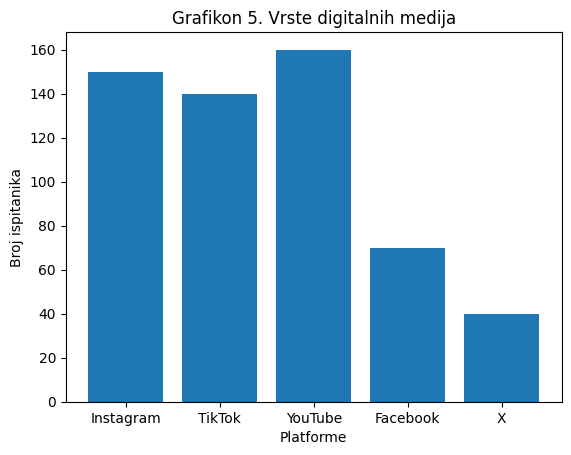 Grafikon 5. Vrste digitalnih medija
Broj ispitanika
160
140
120
100
80
60
40
20
0
Instagram TikTok YouTube Facebook X
Platforme